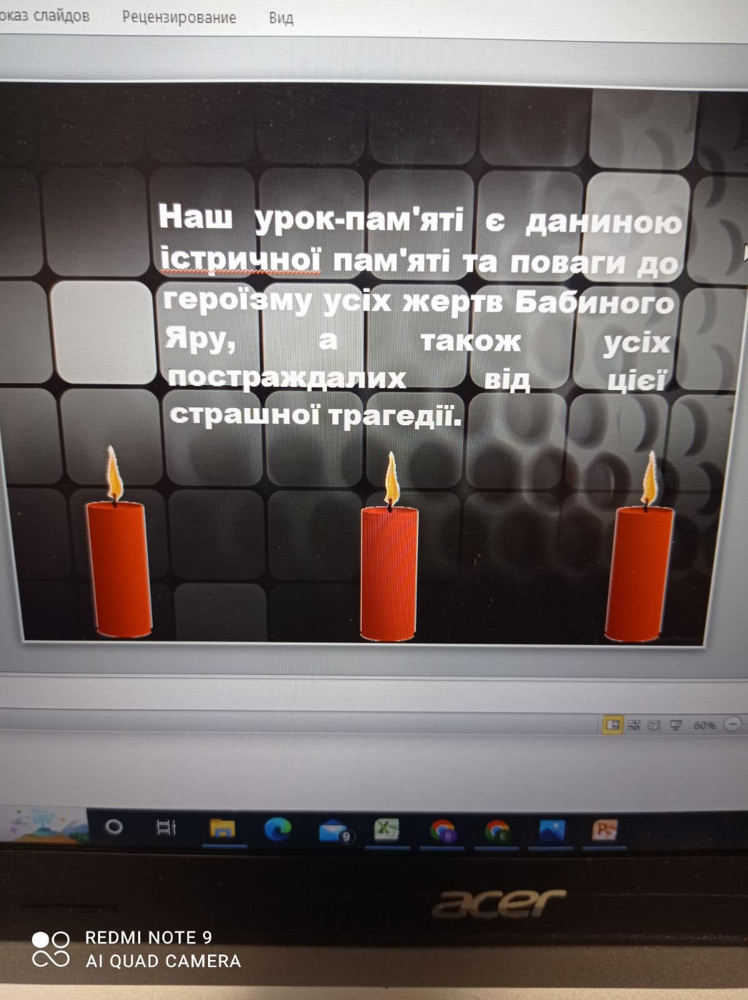 оказ слайдов Рецензирование Вид
Наш урок-пам'яті є даниною
істричної пам'яті та поваги до
героїзму усіх жертв Бабиного
Яру, а також усіх
постраждалих від цієї
страшної трагедії.
60%
9
acer
REDMI NOTE 9
AI QUAD CAMERA